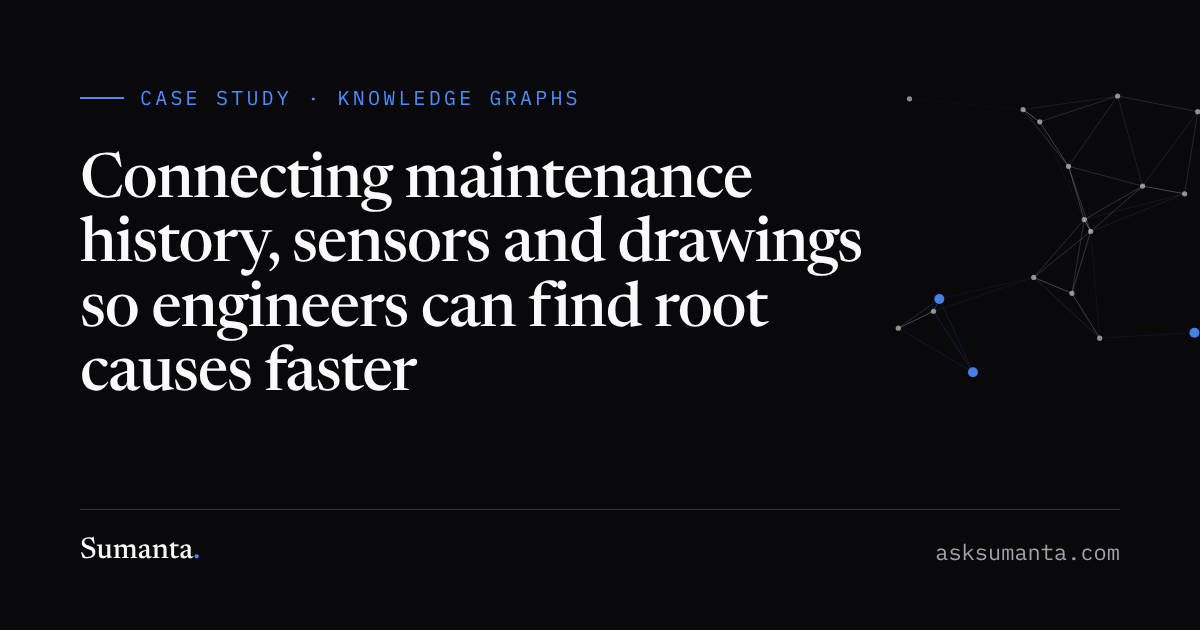 CASE STUDY · KNOWLEDGE GRAPHS
Connecting maintenance
history, sensors and drawings
so engineers can find root
causes faster
Sumanta.
asksumanta.com